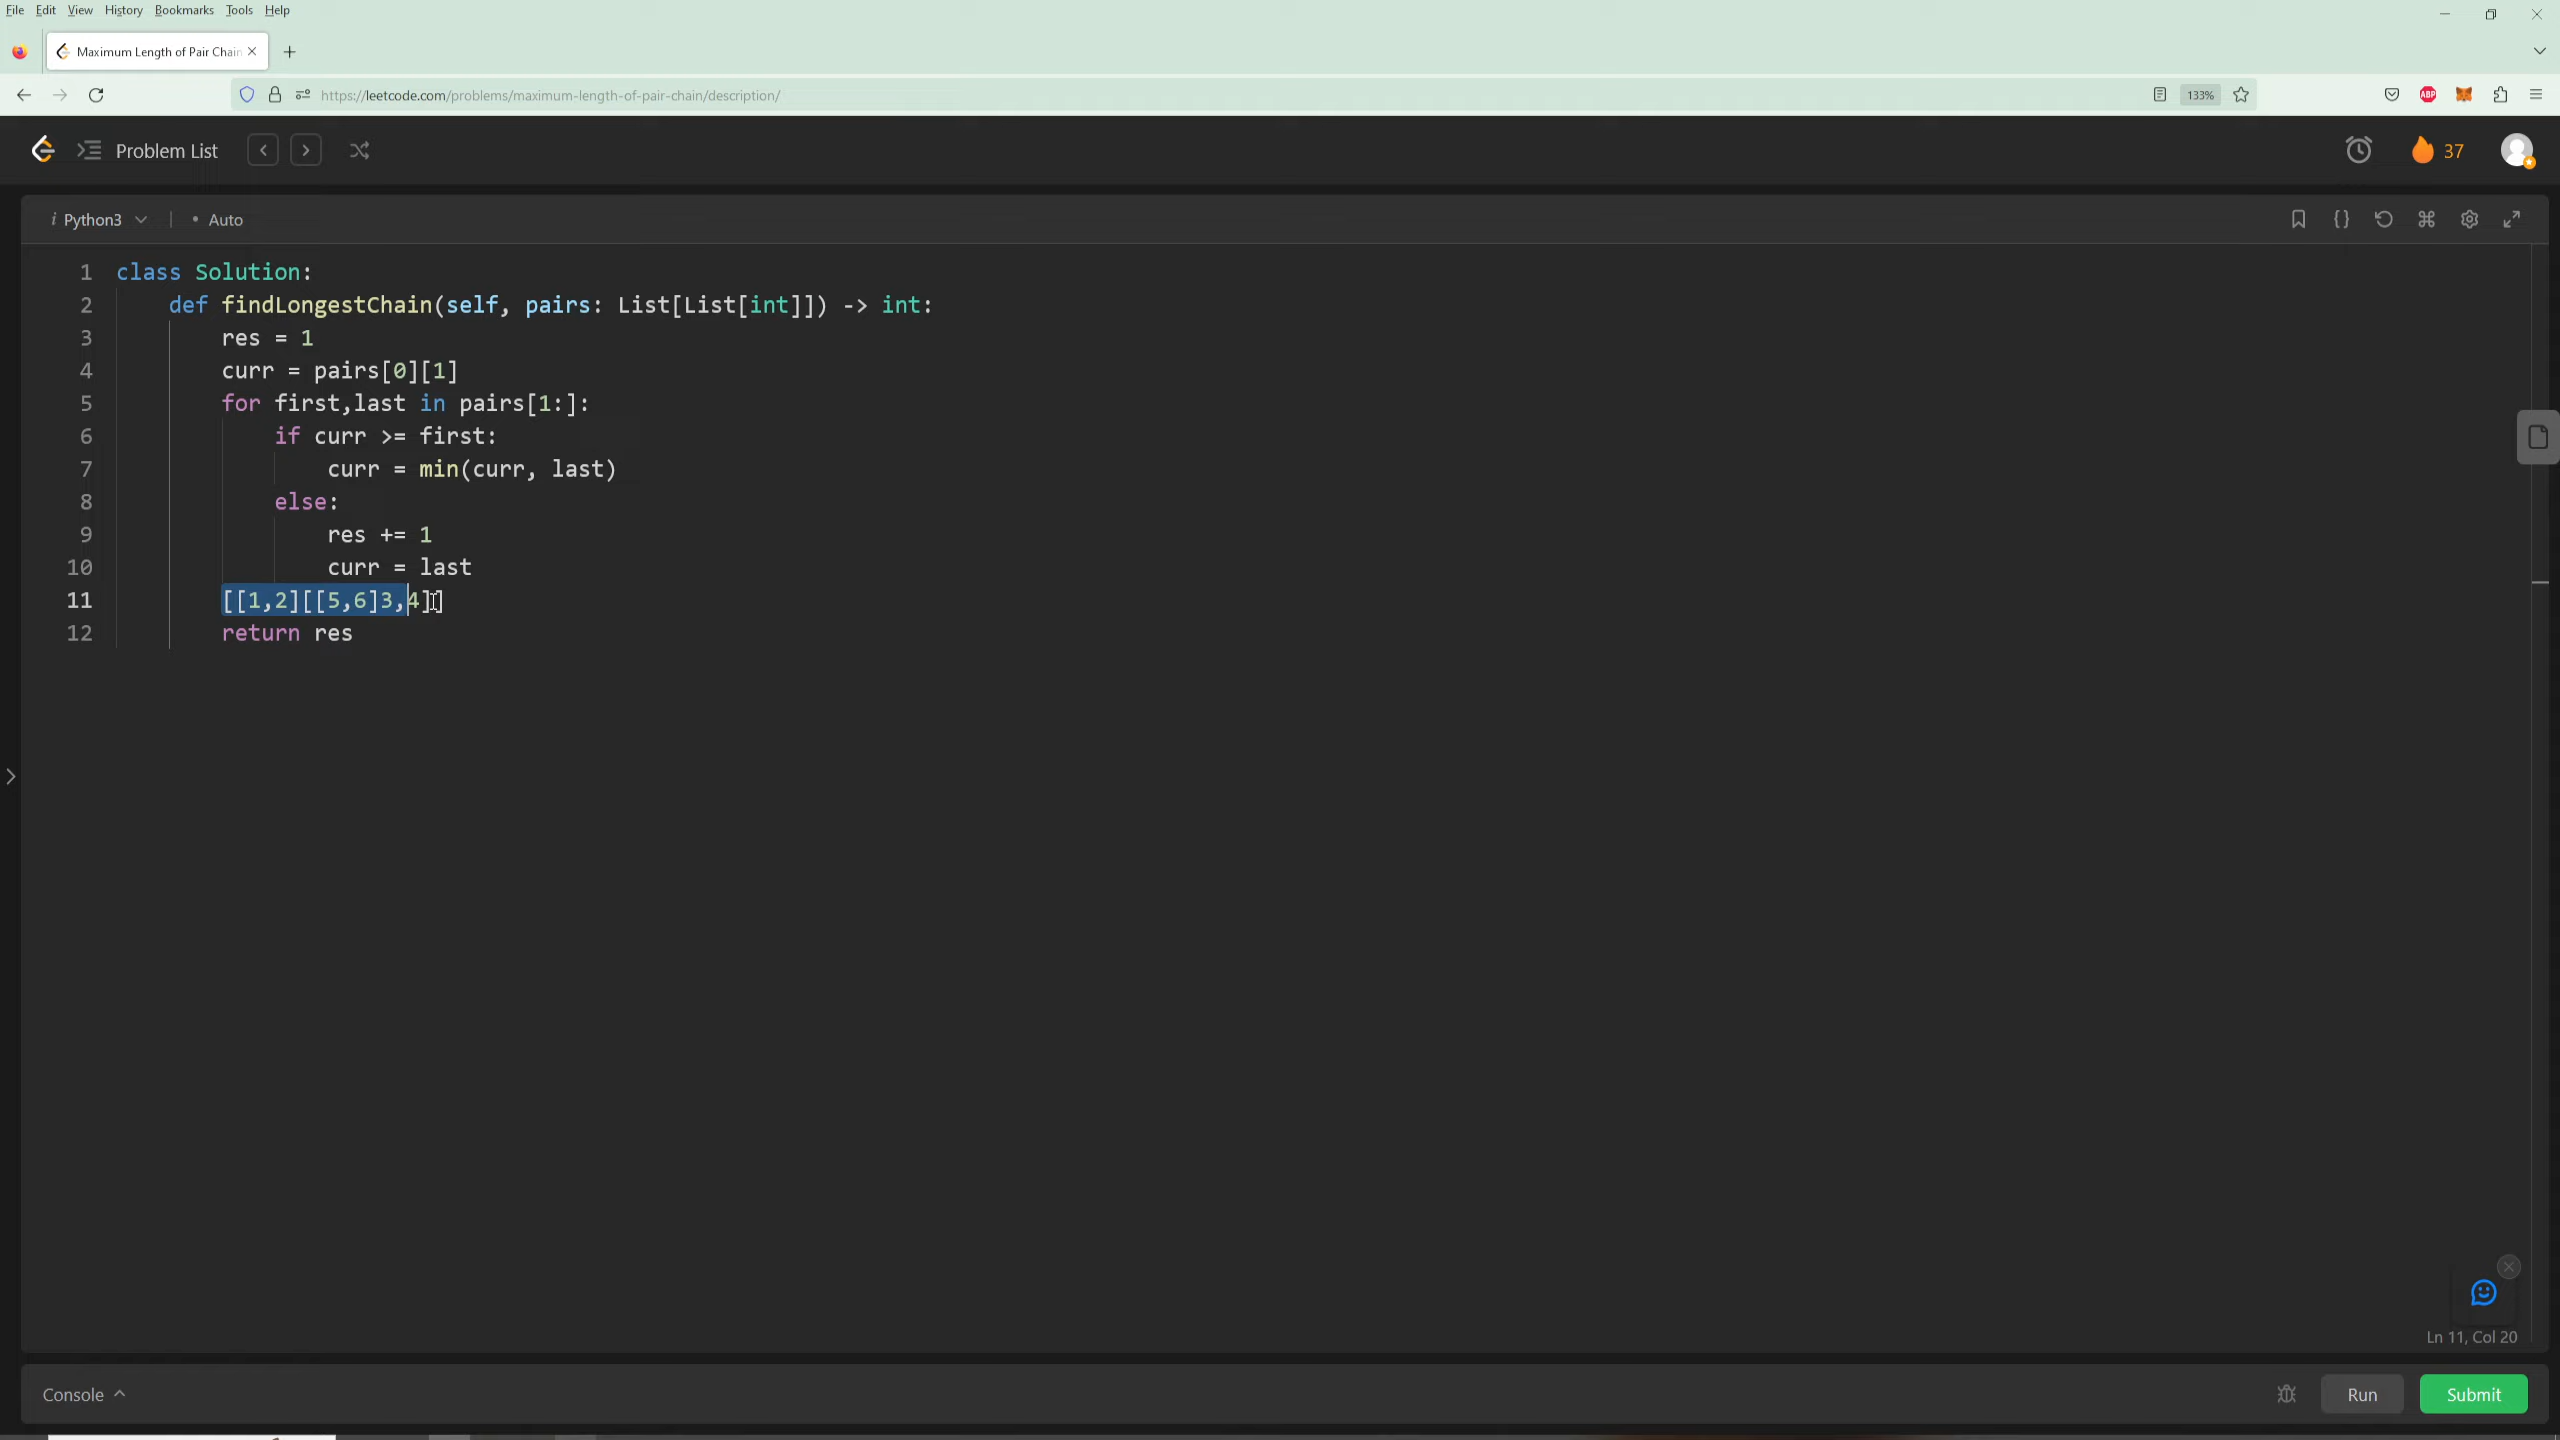 File Edit View History Bookmarks Tools Help
Maximum Length of Pair Chain
https://leetcode.com/problems/maximum-length-of-pair-chain/description/
133%
ABP
Problem List
37
i Python3 | • Auto
1 class Solution:
2 def findLongestChain(self, pairs: List[List[int]]) -> int:
3 res = 1
4 curr = pairs[0][1]
5 for first,last in pairs[1:]:
6 if curr >= first:
7 curr = min(curr, last)
8 else:
9 res += 1
10 curr = last
11 [[1,2][[5,6]3,4]]
12 return res
Ln 11, Col 20
Console
Run
Submit